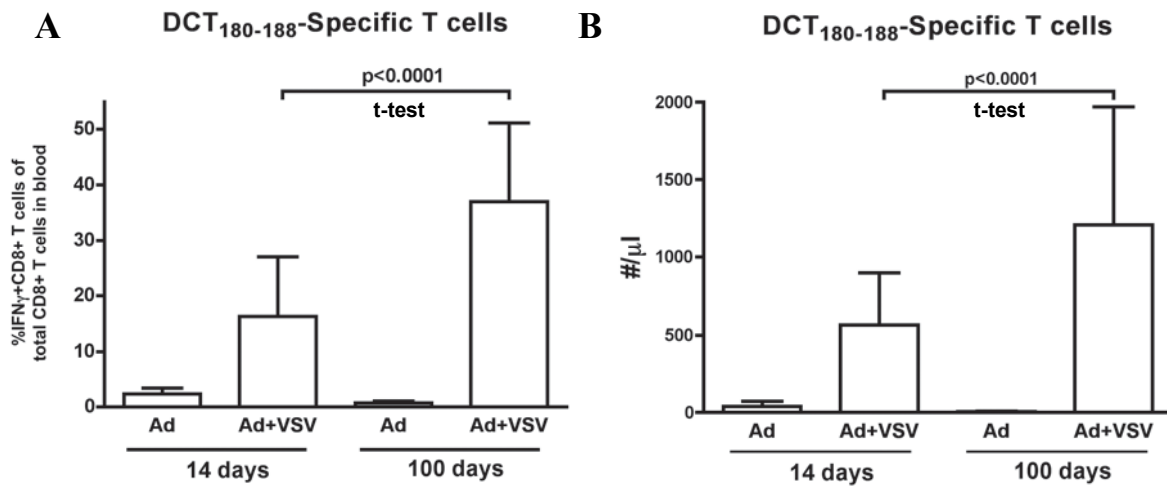 A
DCT180-188-Specific T cells
p<0.0001
t-test
%IFNγ+CD8+ T cells of
total CD8+ T cells in blood
50
40
30
20
10
0
Ad
Ad+VSV
Ad
Ad+VSV
14 days
100 days
B
DCT180-188-Specific T cells
p<0.0001
t-test
#/µl
2000
1500
1000
500
0
Ad
Ad+VSV
Ad
Ad+VSV
14 days
100 days